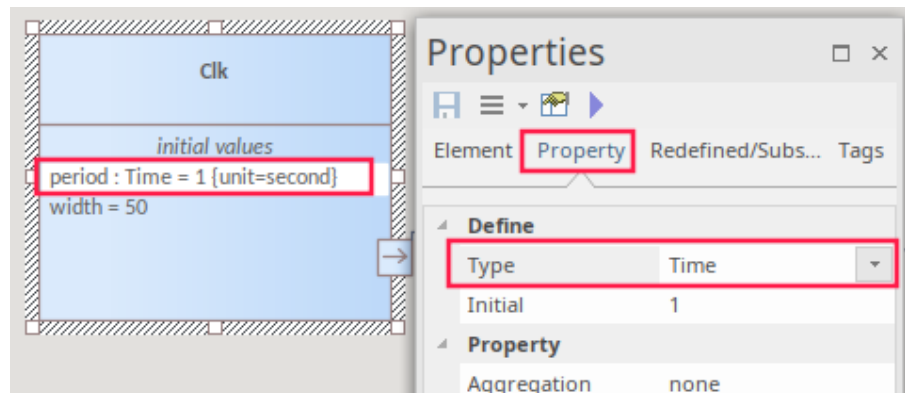 Clk
initial values
period : Time = 1 {unit=second}
width = 50
Properties
Element Property Redefined/Subs... Tags
Define
Type Time
Initial 1
Property
Aggregation none